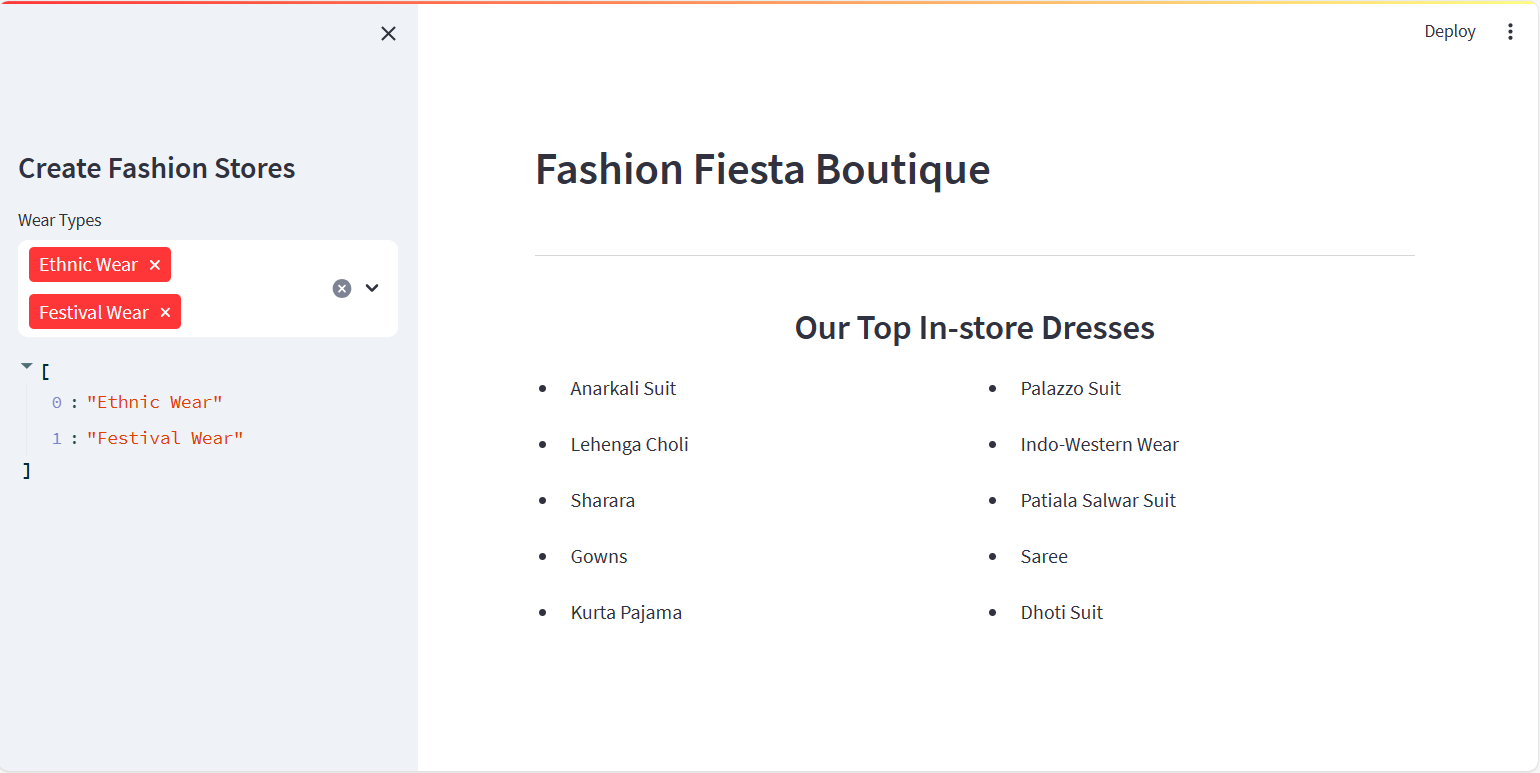 Deploy
Create Fashion Stores
Wear Types
Ethnic Wear
Festival Wear
[
0 : "Ethnic Wear"
1 : "Festival Wear"
]
Fashion Fiesta Boutique
Our Top In-store Dresses
• Anarkali Suit
• Lehenga Choli
• Sharara
• Gowns
• Kurta Pajama
• Palazzo Suit
• Indo-Western Wear
• Patiala Salwar Suit
• Saree
• Dhoti Suit